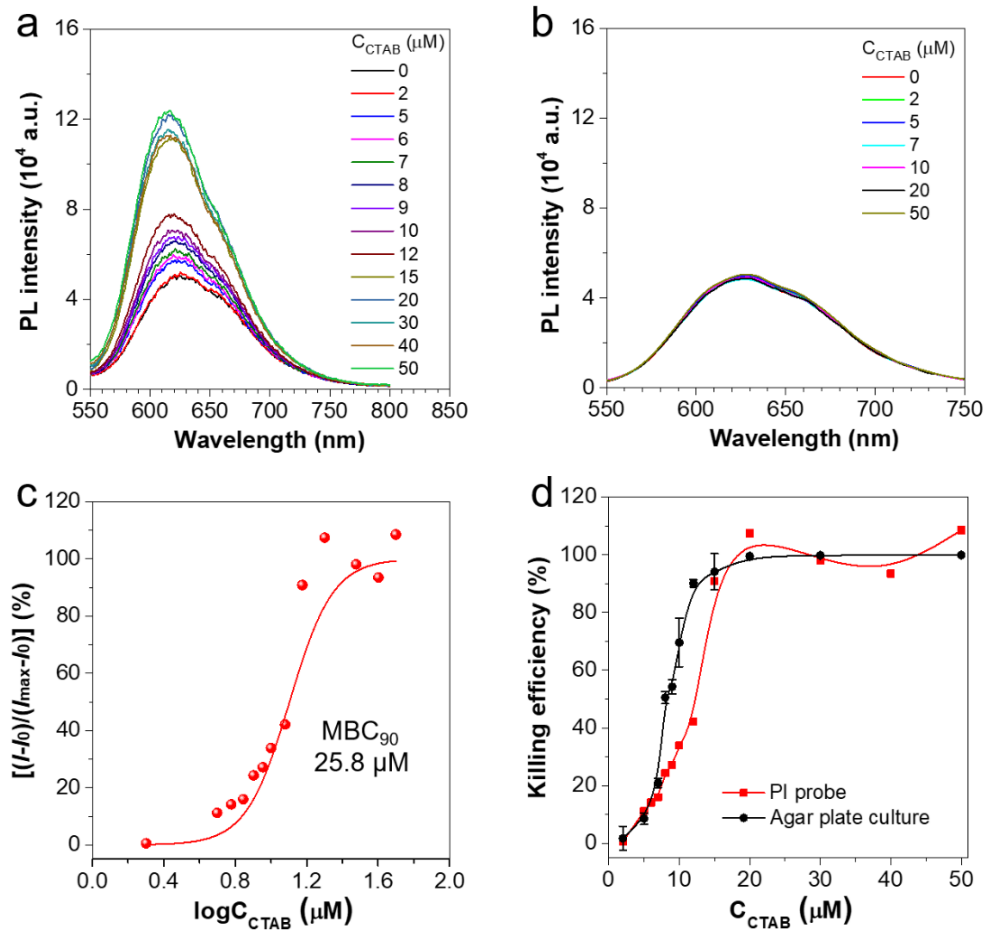 a
16
12
8
4
0
550 600 650 700 750 800 850
PL intensity (10⁴ a.u.)
Wavelength (nm)
C_CTAB (μM)
0
2
5
6
7
8
9
10
12
15
20
30
40
50
b
16
12
8
4
0
550 600 650 700 750
PL intensity (10⁴ a.u.)
Wavelength (nm)
C_CTAB (μM)
0
2
5
7
10
20
50
c
120
100
80
60
40
20
0
0.0 0.4 0.8 1.2 1.6 2.0
[(I-I₀)/(Imax-I₀)] (%)
logC_CTAB (μM)
MBC₉₀
25.8 μM
d
120
100
80
60
40
20
0
0 10 20 30 40 50
Killing efficiency (%)
C_CTAB (μM)
PI probe
Agar plate culture